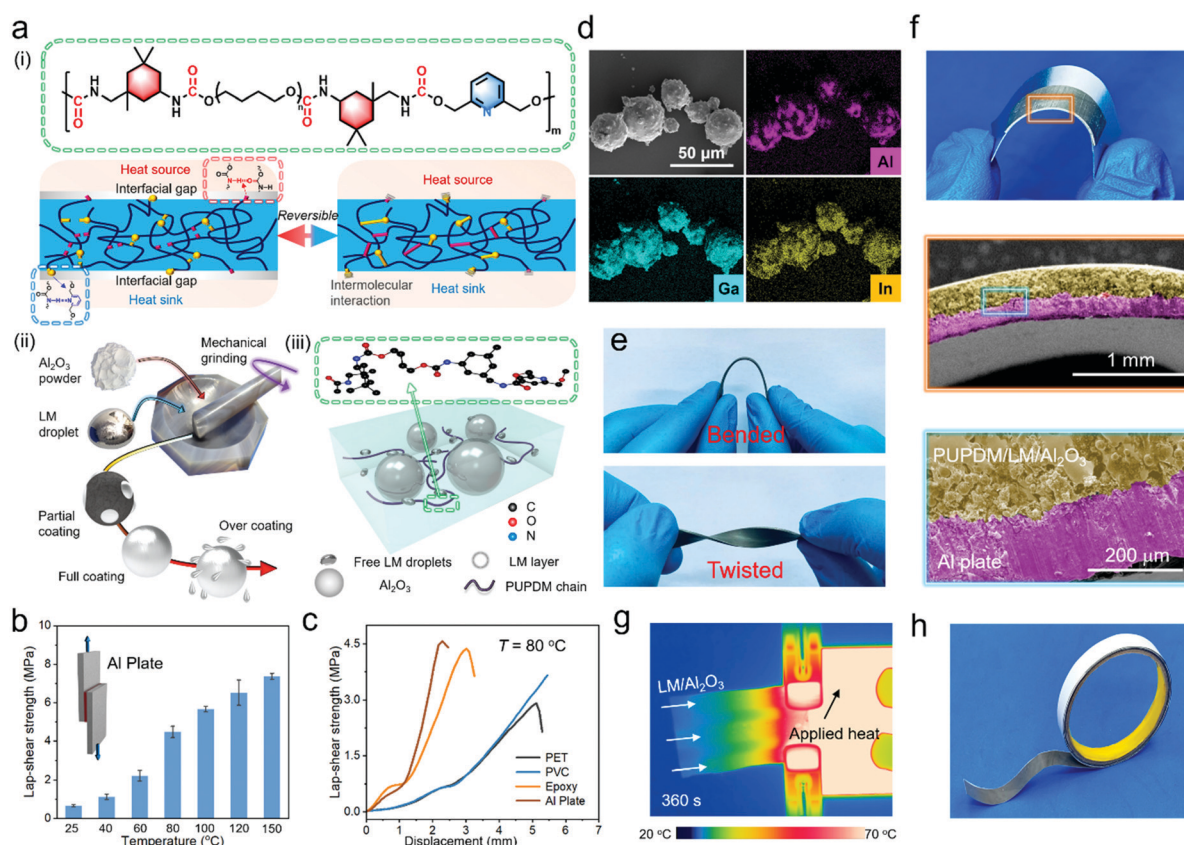 a
(i)
H
N
O
N
H
O
O
O
n
O
H
N
N
H
O
O
N
O
m
Heat source
Interfacial gap
Interfacial gap
Heat sink
Reversible
Heat source
Intermolecular
interaction
Heat sink
(ii)
Al₂O₃
powder
Mechanical
grinding
LM
droplet
Partial
coating
Full coating
Over coating
(iii)
C
O
N
Free LM droplets
LM layer
Al₂O₃
PUPDM chain
b
Lap-shear strength (MPa)
10
8
6
4
2
0
Al Plate
25 40 60 80 100 120 150
Temperature (°C)
c
Lap-shear strength (MPa)
4.5
3.0
1.5
0.0
T = 80 °C
PET
PVC
Epoxy
Al Plate
0 1 2 3 4 5 6 7
Displacement (mm)
d
50 μm
Al
Ga
In
e
Bended
Twisted
f
1 mm
PUPDM/LM/Al₂O₃
Al plate
200 μm
g
LM/Al₂O₃
Applied heat
360 s
20 °C
70 °C
h